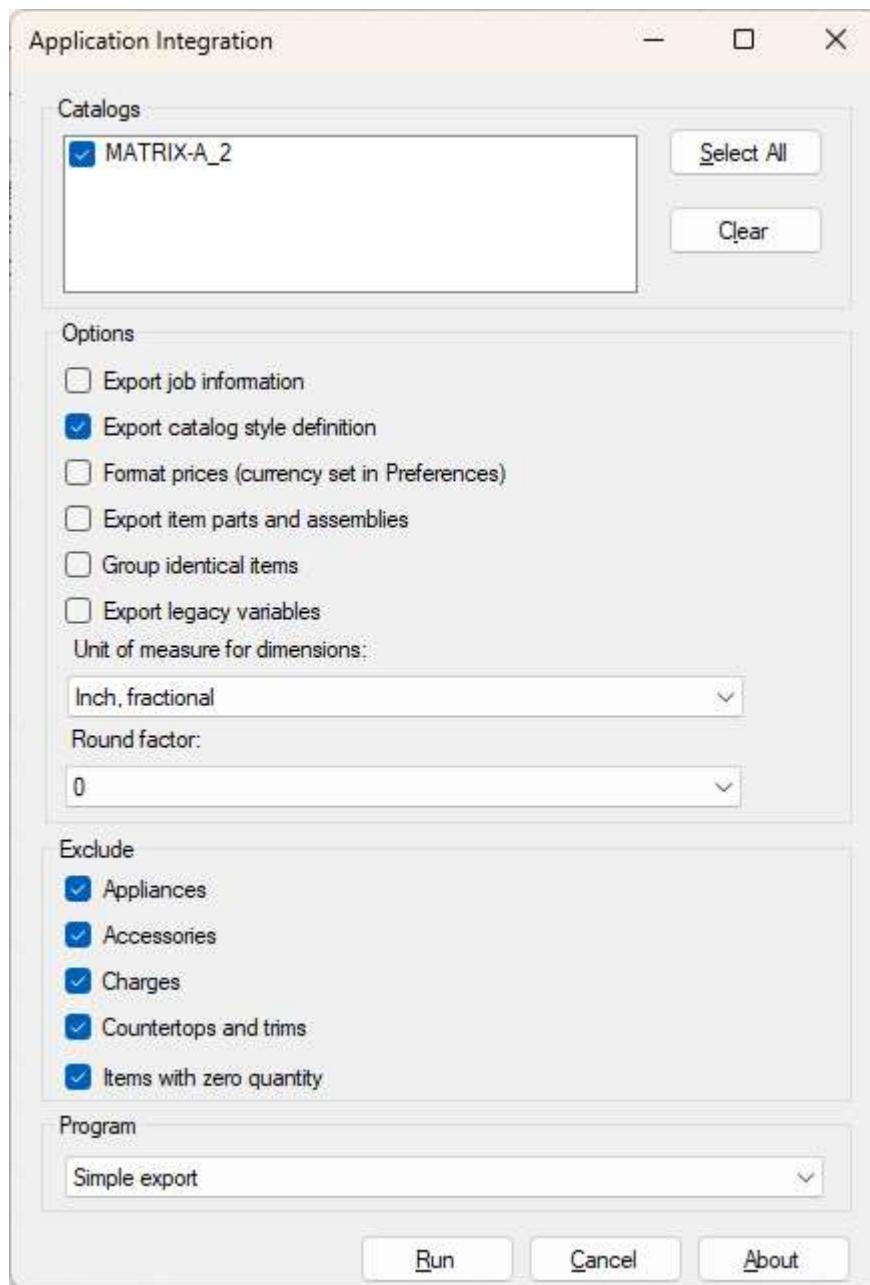 Application Integration
Catalogs
MATRIX-A_2
Select All
Clear
Options
Export job information
Export catalog style definition
Format prices (currency set in Preferences)
Export item parts and assemblies
Group identical items
Export legacy variables
Unit of measure for dimensions:
Inch, fractional
Round factor:
0
Exclude
Appliances
Accessories
Charges
Countertops and trims
Items with zero quantity
Program
Simple export
Run Cancel About